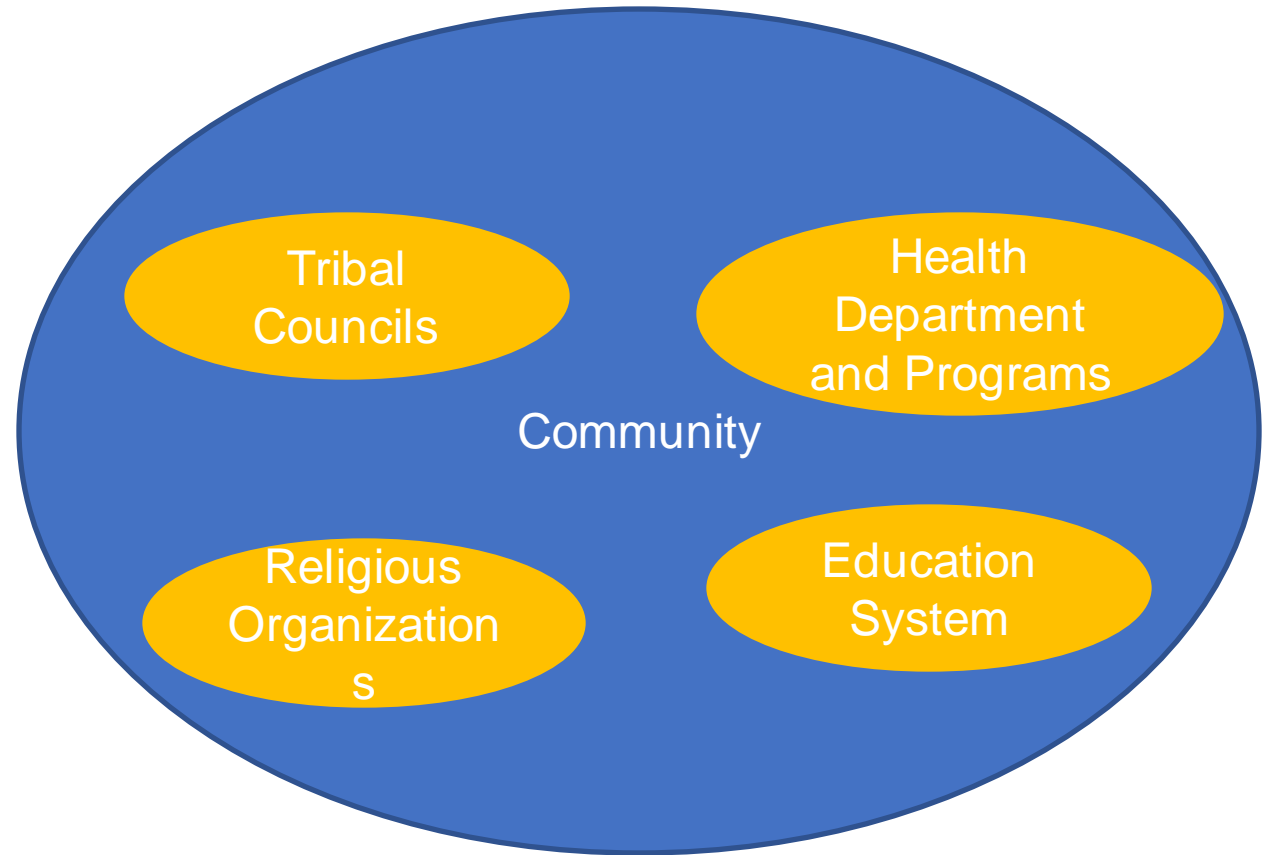 Tribal
Councils
Health
Department
and Programs
Community
Religious
Organization
s
Education
System